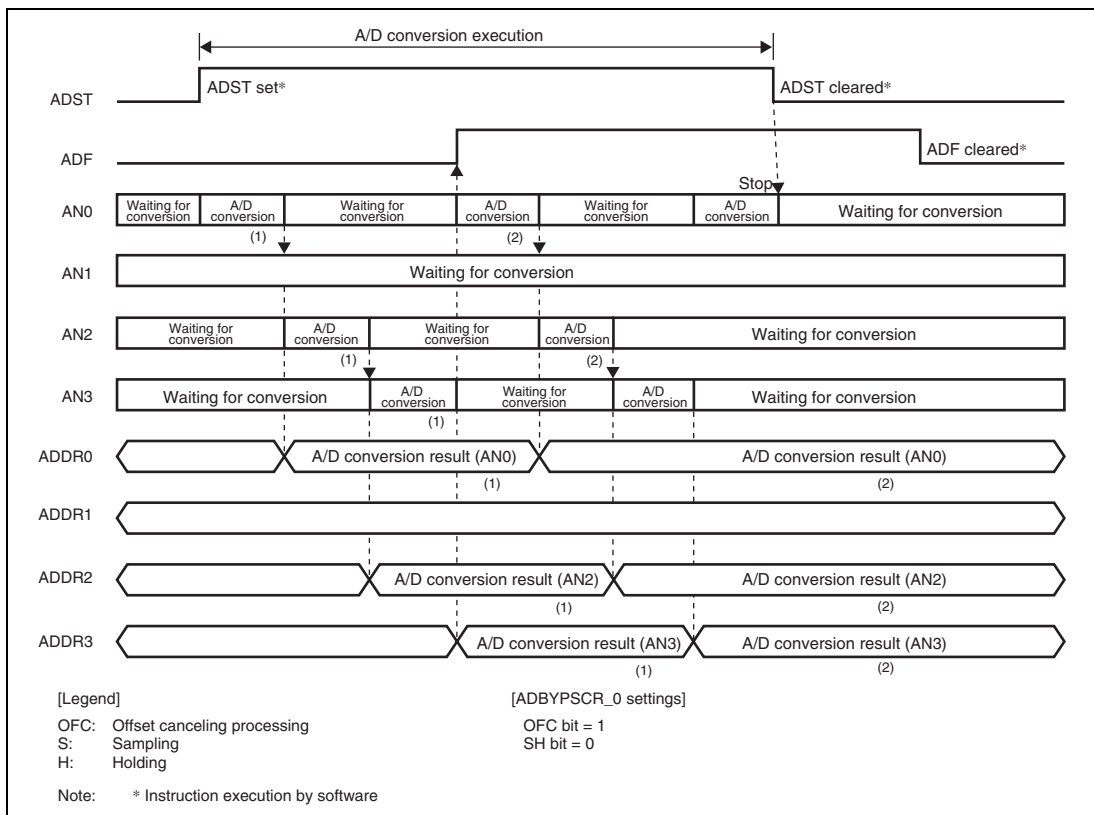 A/D conversion execution
ADST
ADST set*
ADST cleared*
ADF
ADF cleared*
Stop
AN0
Waiting for
conversion
A/D
conversion
Waiting for
conversion
A/D
conversion
Waiting for
conversion
A/D
conversion
Waiting for conversion
(1)
(2)
AN1
Waiting for conversion
AN2
Waiting for
conversion
A/D
conversion
Waiting for
conversion
A/D
conversion
Waiting for conversion
(1)
(2)
AN3
Waiting for conversion
A/D
conversion
Waiting for
conversion
A/D
conversion
Waiting for conversion
(1)
ADDR0
A/D conversion result (AN0)
A/D conversion result (AN0)
(1)
(2)
ADDR1
ADDR2
A/D conversion result (AN2)
A/D conversion result (AN2)
(1)
(2)
ADDR3
A/D conversion result (AN3)
A/D conversion result (AN3)
(1)
(2)
[Legend]
OFC: Offset canceling processing
S: Sampling
H: Holding
[ADBYPSCR_0 settings]
OFC bit = 1
SH bit = 0
Note: * Instruction execution by software